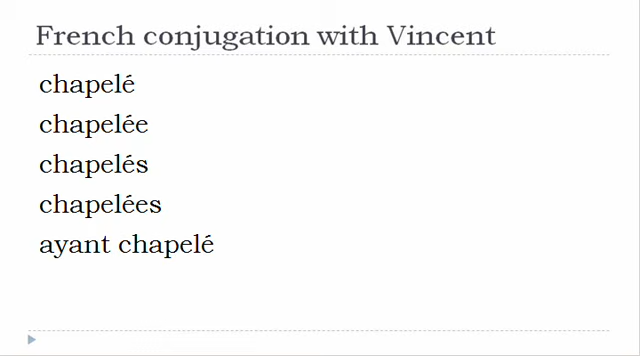 French conjugation with Vincent
chapelé
chapelée
chapelés
chapelées
ayant chapelé